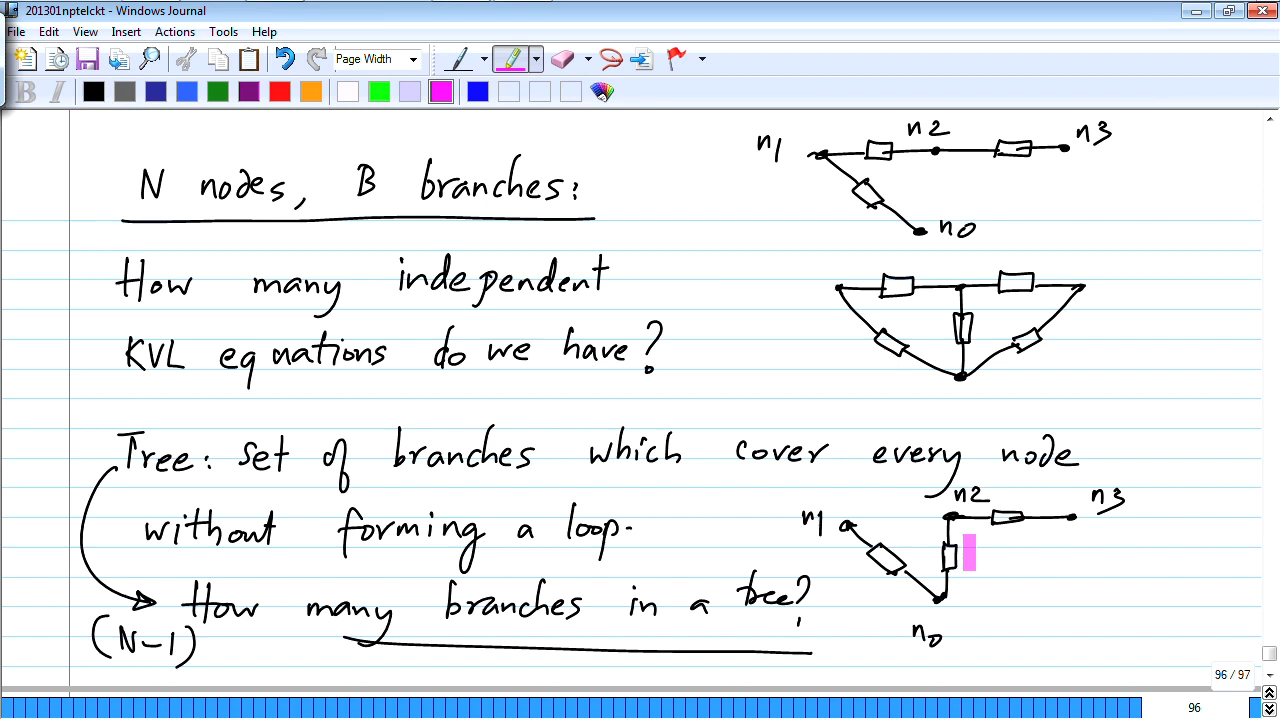 201301nptelckt - Windows Journal
File Edit View Insert Actions Tools Help
Page Width
B I
n1 n2 n3
N nodes, B branches:
n0
How many independent
KVL equations do we have?
Tree: set of branches which cover every node
n2 n3
without forming a loop.
n1
How many branches in a tree?
(N-1)
n0
96 / 97
96